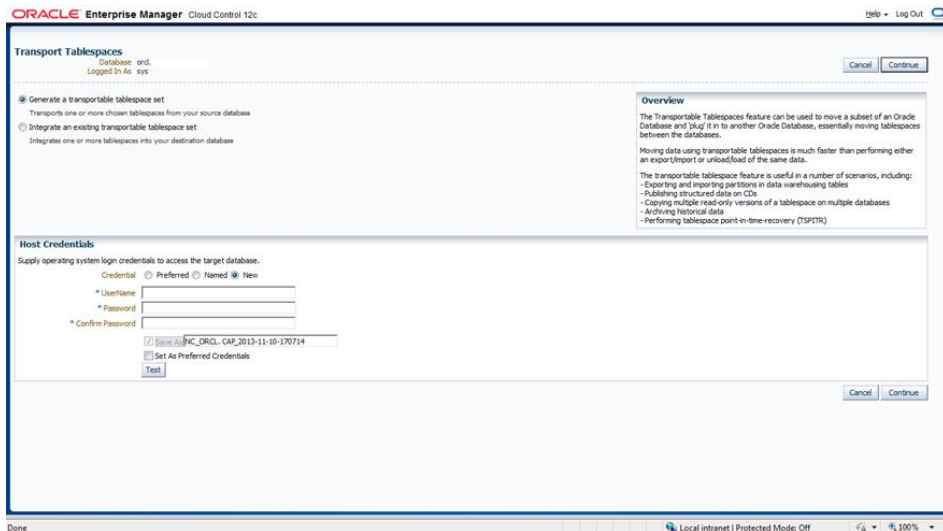 ORACLE Enterprise Manager Cloud Control 12c
Help Log Out
Transport Tablespaces
Database ord.
Logged In As sys
Cancel Continue
Generate a transportable tablespace set
Transports one or more chosen tablespaces from your source database
Integrate an existing transportable tablespace set
Integrates one or more tablespaces into your destination database
Overview
The Transportable Tablespaces feature can be used to move a subset of an Oracle
Database and 'plug' it in to another Oracle Database, essentially moving tablespaces
between the databases.
Moving data using transportable tablespaces is much faster than performing either
an export/import or unload/load of the same data.
The transportable tablespace feature is useful in a number of scenarios, including:
- Exporting and importing partitions in data warehousing tables
- Publishing structured data on CDs
- Copying multiple read-only versions of a tablespace on multiple databases
- Archiving historical data
- Performing tablespace point-in-time-recovery (TSPITR)
Host Credentials
Supply operating system login credentials to access the target database.
Credential Preferred Named New
* UserName
* Password
* Confirm Password
Save As NC_ORCL. CAP_2013-11-10-170714
Set As Preferred Credentials
Test
Cancel Continue
Done
Local intranet | Protected Mode: Off
100%